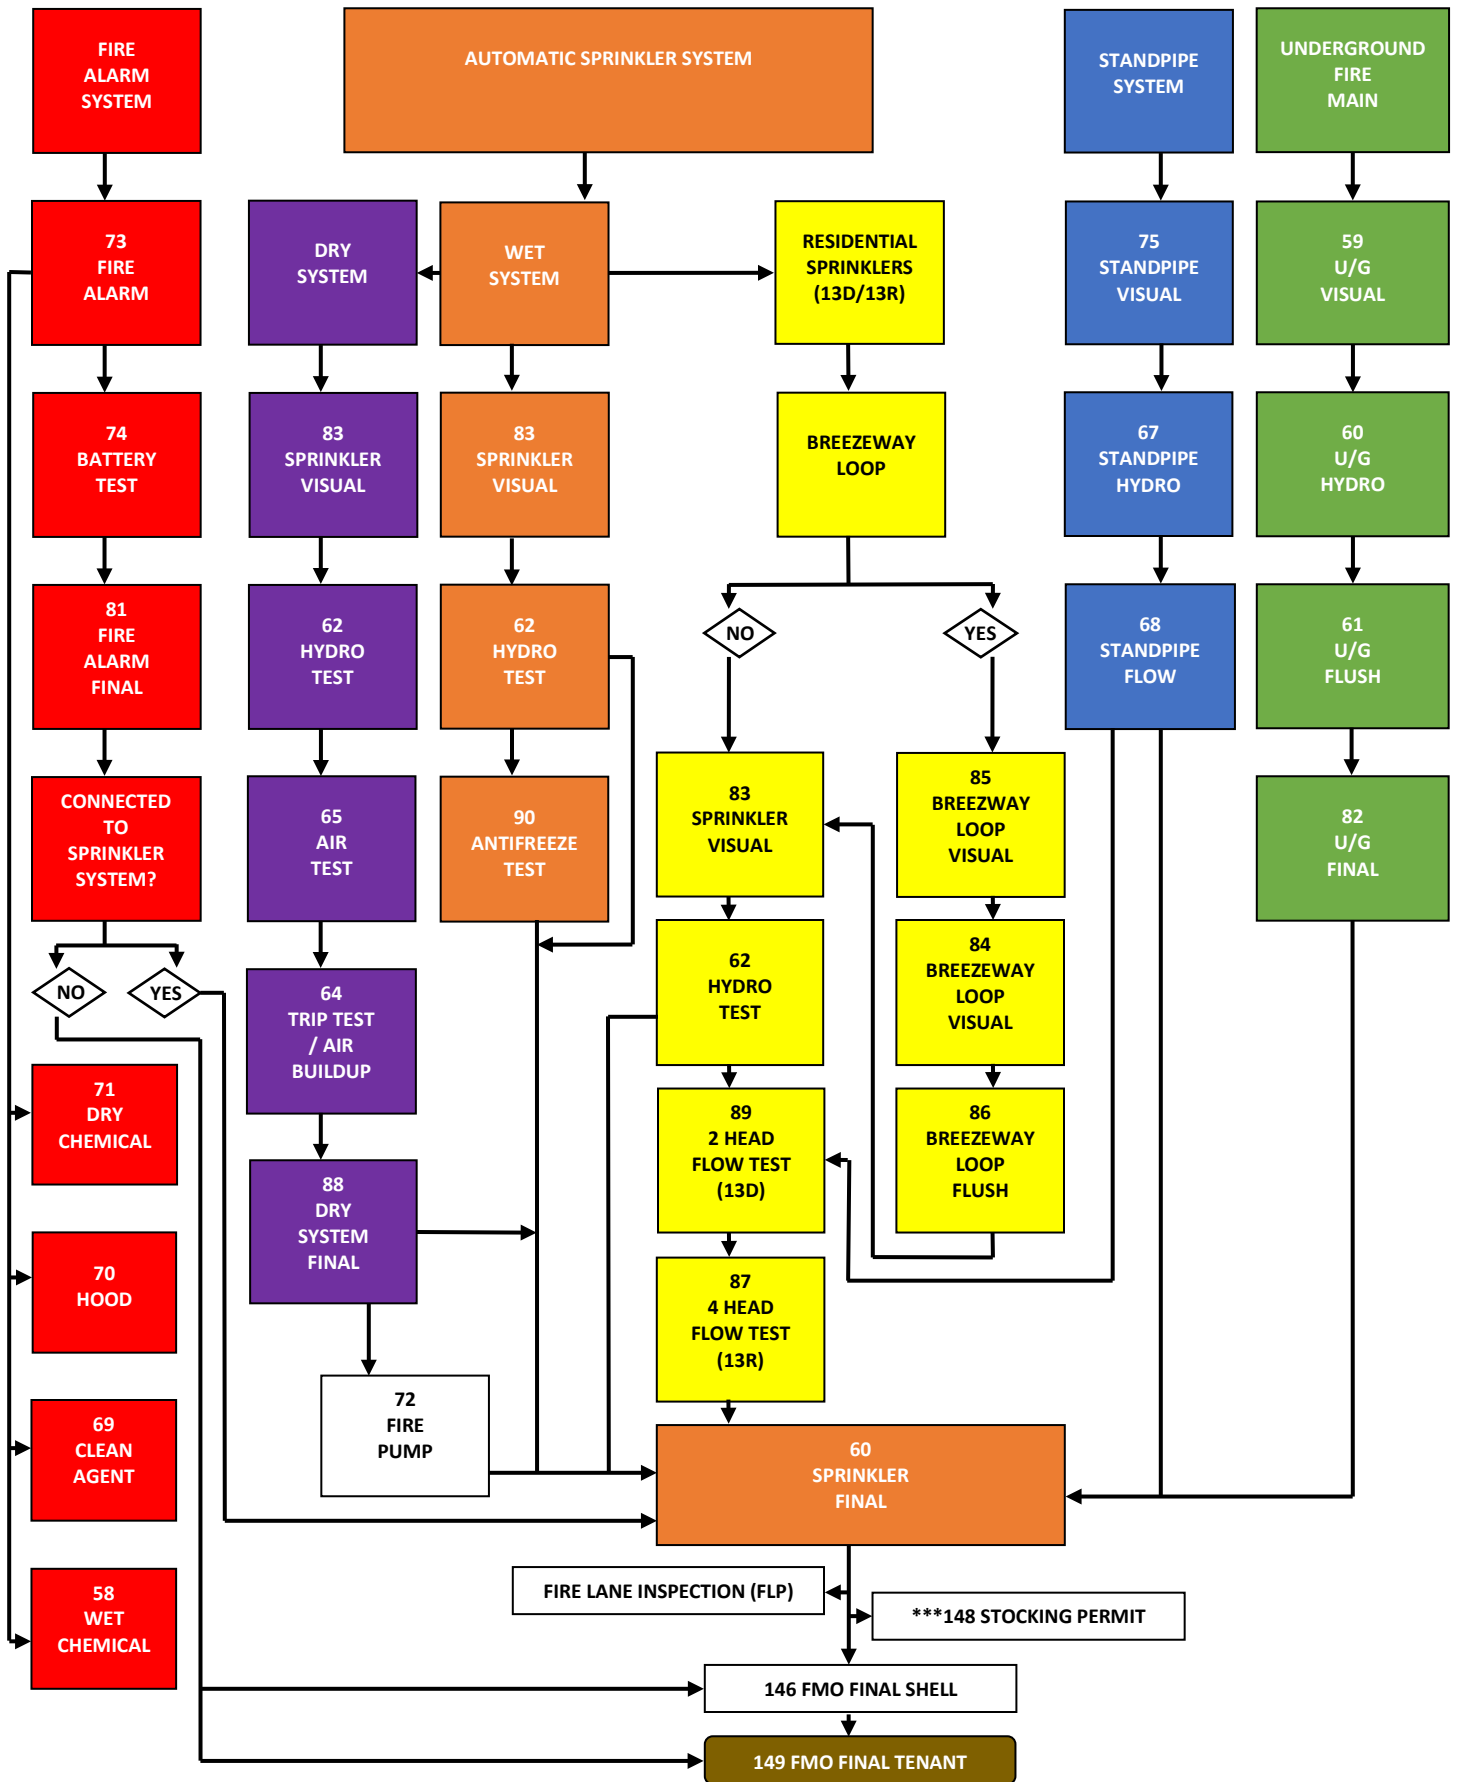 FIRE
ALARM
SYSTEM
AUTOMATIC SPRINKLER SYSTEM
STANDPIPE
SYSTEM
UNDERGROUND
FIRE
MAIN
73
FIRE
ALARM
DRY
SYSTEM
WET
SYSTEM
RESIDENTIAL
SPRINKLERS
(13D/13R)
75
STANDPIPE
VISUAL
59
U/G
VISUAL
74
BATTERY
TEST
83
SPRINKLER
VISUAL
83
SPRINKLER
VISUAL
BREEZEWAY
LOOP
67
STANDPIPE
HYDRO
60
U/G
HYDRO
81
FIRE
ALARM
FINAL
62
HYDRO
TEST
62
HYDRO
TEST
NO
YES
68
STANDPIPE
FLOW
61
U/G
FLUSH
CONNECTED
TO
SPRINKLER
SYSTEM?
65
AIR
TEST
90
ANTIFREEZE
TEST
83
SPRINKLER
VISUAL
85
BREEZWAY
LOOP
VISUAL
82
U/G
FINAL
NO
YES
64
TRIP TEST
/ AIR
BUILDUP
62
HYDRO
TEST
84
BREEZEWAY
LOOP
VISUAL
71
DRY
CHEMICAL
89
2 HEAD
FLOW TEST
(13D)
86
BREEZEWAY
LOOP
FLUSH
88
DRY
SYSTEM
FINAL
70
HOOD
87
4 HEAD
FLOW TEST
(13R)
72
FIRE
PUMP
69
CLEAN
AGENT
60
SPRINKLER
FINAL
58
WET
CHEMICAL
FIRE LANE INSPECTION (FLP)
***148 STOCKING PERMIT
146 FMO FINAL SHELL
149 FMO FINAL TENANT